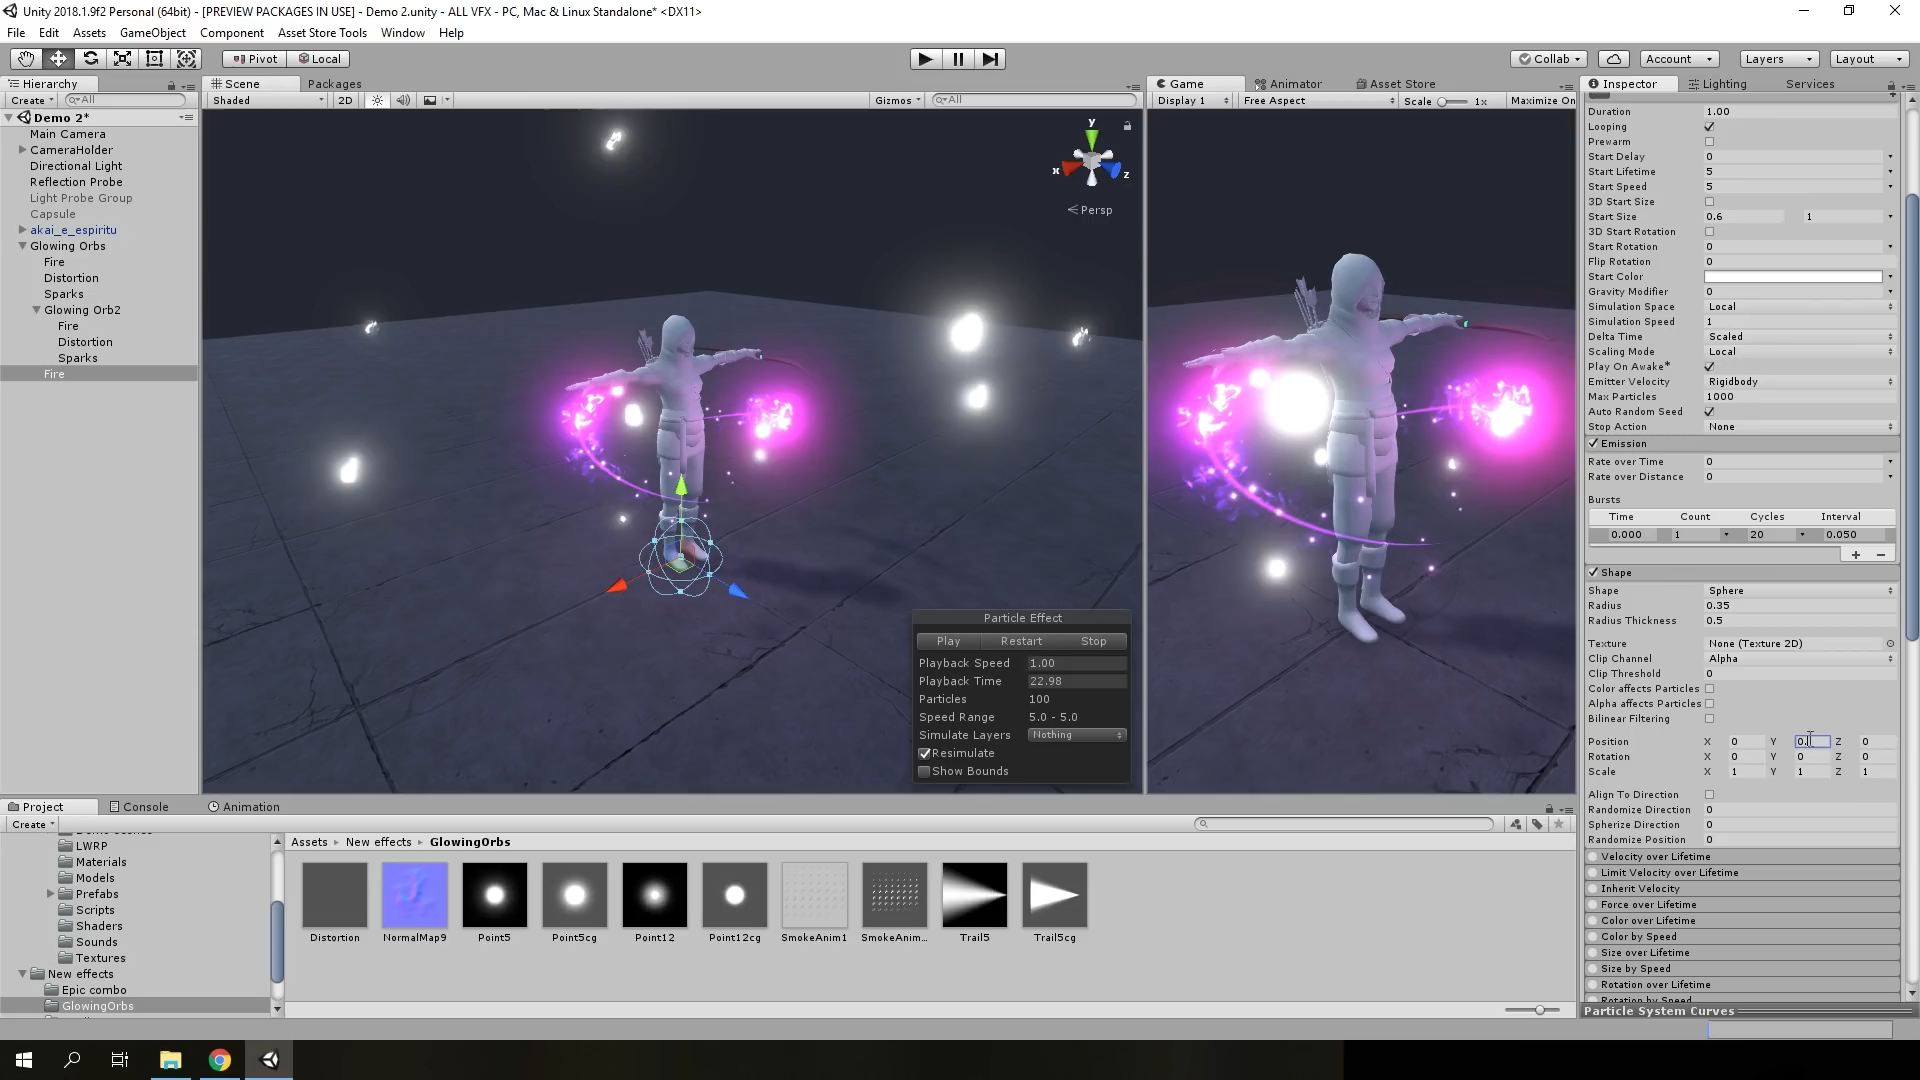 Unity 2018.1.9f2 Personal (64bit) - [PREVIEW PACKAGES IN USE] - Demo 2.unity - ALL VFX - PC, Mac & Linux Standalone* <DX11>
File Edit Assets GameObject Component Asset Store Tools Window Help
Pivot Local Collab Account Layers Layout
Hierarchy
Create All
Demo 2*
Main Camera
CameraHolder
Directional Light
Reflection Probe
Light Probe Group
Capsule
akai_e_espiritu
Glowing Orbs
Fire
Distortion
Sparks
Glowing Orb2
Fire
Distortion
Sparks
Fire
Scene Packages
Shaded 2D Gizmos All
y
x
z
Persp
Particle Effect
Play Restart Stop
Playback Speed 1.00
Playback Time 22.98
Particles 100
Speed Range 5.0 - 5.0
Simulate Layers Nothing
Resimulate
Show Bounds
Game Animator Asset Store
Display 1 Free Aspect Scale 1x Maximize On
Inspector Lighting Services
Duration 1.00
Looping
Prewarm
Start Delay 0
Start Lifetime 5
Start Speed 5
3D Start Size
Start Size 0.6 1
3D Start Rotation
Start Rotation 0
Flip Rotation 0
Start Color
Gravity Modifier 0
Simulation Space Local
Simulation Speed 1
Delta Time Scaled
Scaling Mode Local
Play On Awake*
Emitter Velocity Rigidbody
Max Particles 1000
Auto Random Seed
Stop Action None
Emission
Rate over Time 0
Rate over Distance 0
Bursts
Time Count Cycles Interval
0.000 1 20 0.050
Shape
Shape Sphere
Radius 0.35
Radius Thickness 0.5
Texture None (Texture 2D)
Clip Channel Alpha
Clip Threshold 0
Color affects Particles
Alpha affects Particles
Bilinear Filtering
Position X 0 Y 0. Z 0
Rotation X 0 Y 0 Z 0
Scale X 1 Y 1 Z 1
Align To Direction
Randomize Direction 0
Spherize Direction 0
Randomize Position 0
Velocity over Lifetime
Limit Velocity over Lifetime
Inherit Velocity
Force over Lifetime
Color over Lifetime
Color by Speed
Size over Lifetime
Size by Speed
Rotation over Lifetime
Rotation by Speed
Particle System Curves
Project Console Animation
Create
LWRP
Materials
Models
Prefabs
Scripts
Shaders
Sounds
Textures
New effects
Epic combo
GlowingOrbs
Assets New effects GlowingOrbs
Distortion NormalMap9 Point5 Point5cg Point12 Point12cg SmokeAnim1 SmokeAnim... Trail5 Trail5cg